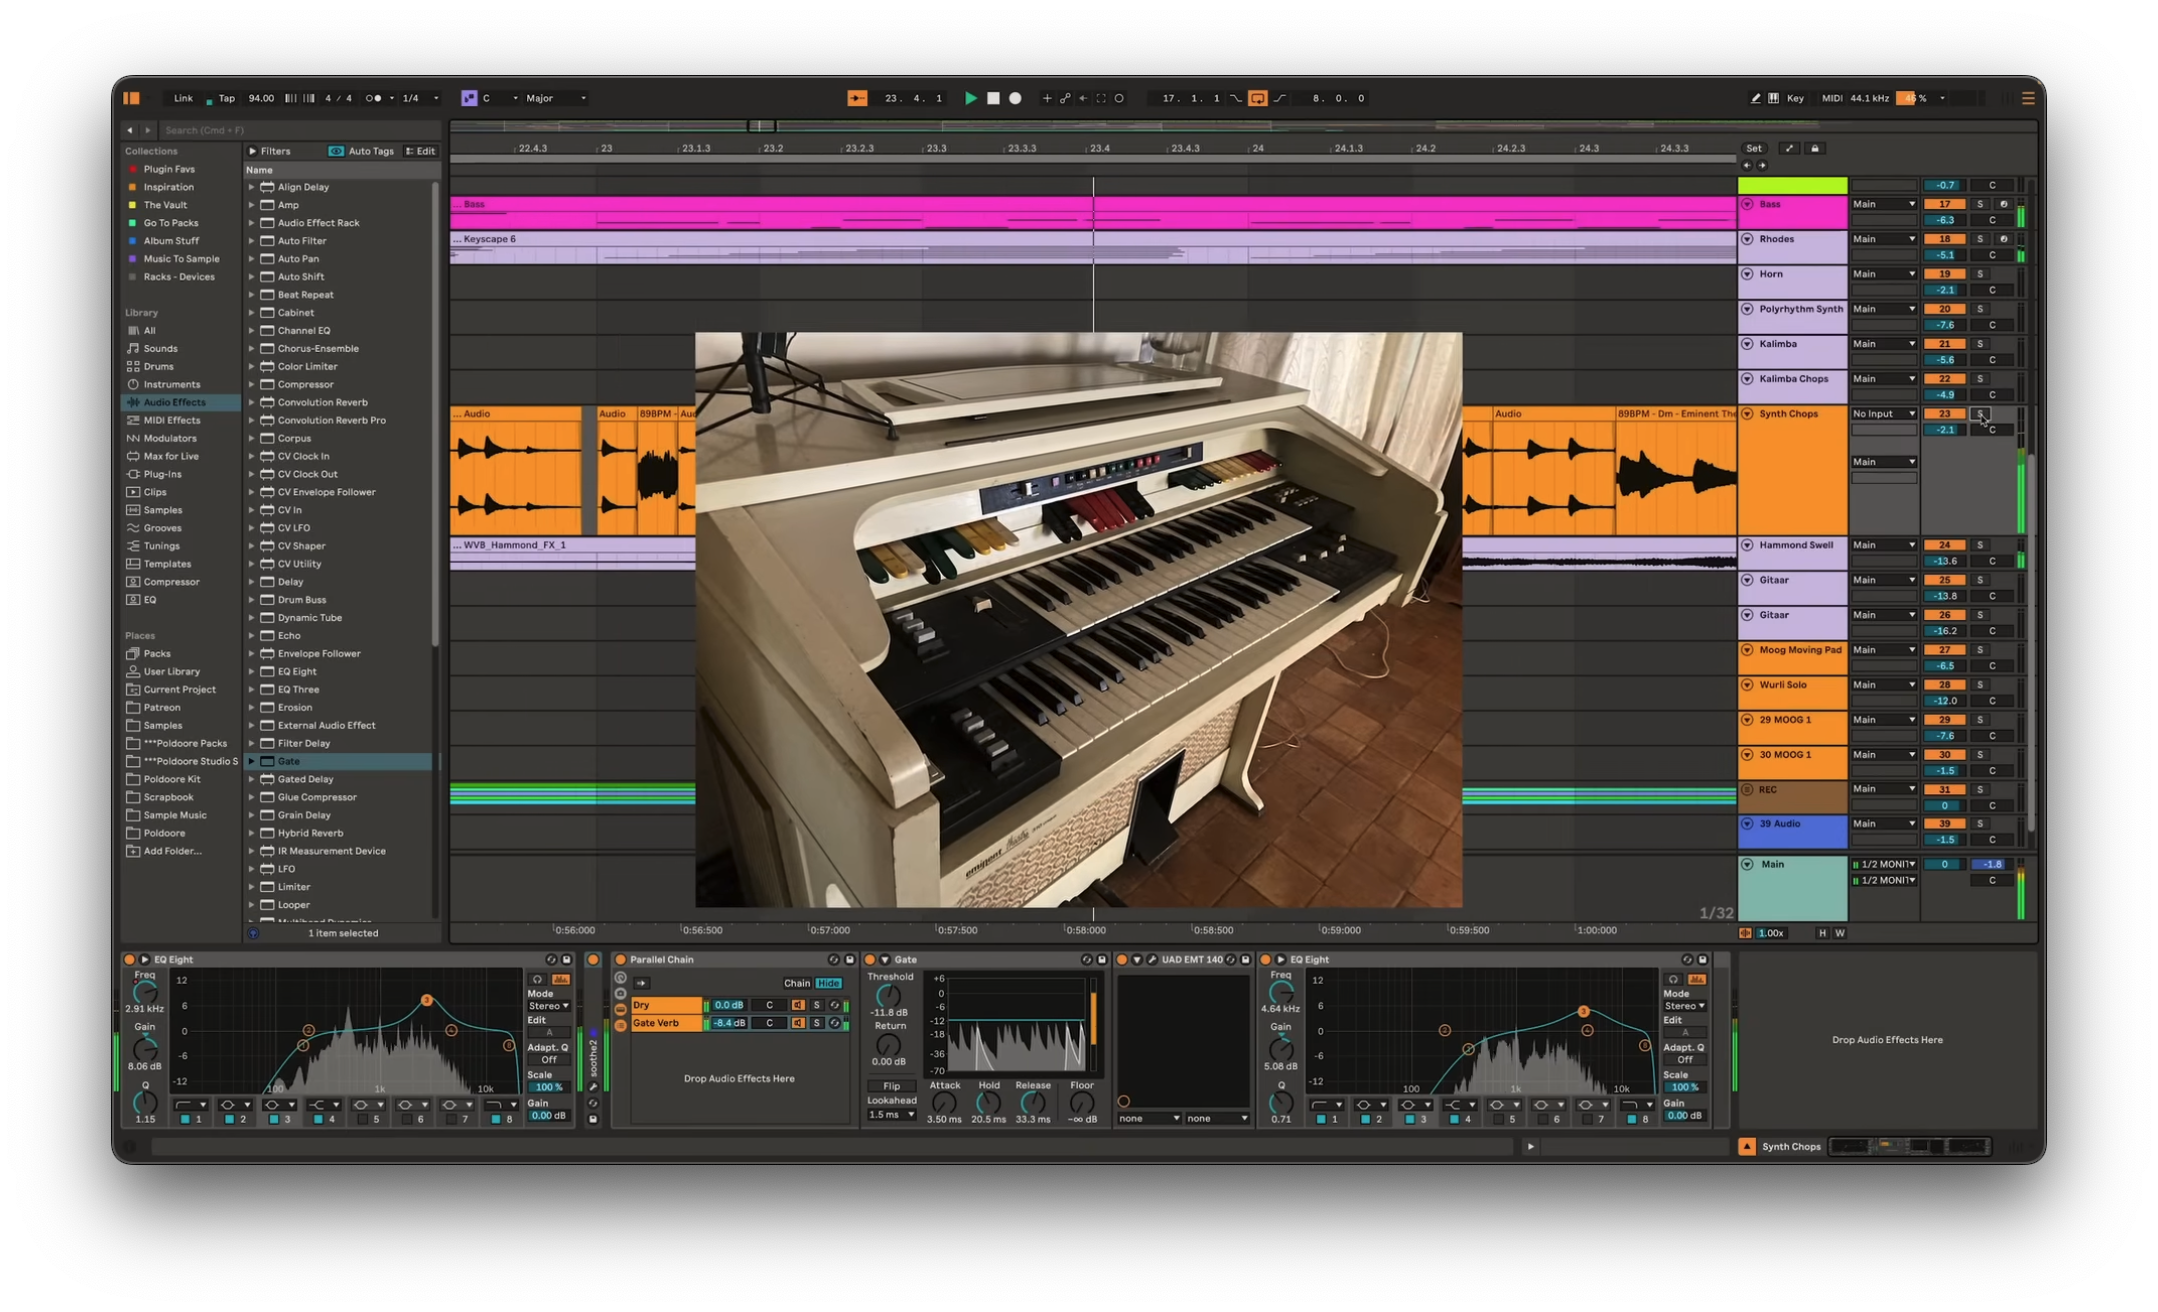 Link Tap 94.00 4 / 4 1/4 C Major 23. 4. 1 17. 1. 1 8. 0. 0 Key MIDI 44.1 kHz 46 %
Search (Cmd + F)
Collections
Plugin Favs
Inspiration
The Vault
Go To Packs
Album Stuff
Music To Sample
Racks - Devices
Library
All
Sounds
Drums
Instruments
Audio Effects
MIDI Effects
Modulators
Max for Live
Plug-Ins
Clips
Samples
Grooves
Tunings
Templates
Compressor
EQ
Places
Packs
User Library
Current Project
Patreon
Samples
***Poldoore Packs
***Poldoore Studio S
Poldoore Kit
Scrapbook
Sample Music
Poldoore
Add Folder...
Filters Auto Tags Edit
Name
Align Delay
Amp
Audio Effect Rack
Auto Filter
Auto Pan
Auto Shift
Beat Repeat
Cabinet
Channel EQ
Chorus-Ensemble
Color Limiter
Compressor
Convolution Reverb
Convolution Reverb Pro
Corpus
CV Clock In
CV Clock Out
CV Envelope Follower
CV In
CV LFO
CV Shaper
CV Utility
Delay
Drum Buss
Dynamic Tube
Echo
Envelope Follower
EQ Eight
EQ Three
Erosion
External Audio Effect
Filter Delay
Gate
Gated Delay
Glue Compressor
Grain Delay
Hybrid Reverb
IR Measurement Device
LFO
Limiter
Looper
Multiband Dynamics
1 item selected
22.4.3 23 23.1.3 23.2 23.2.3 23.3 23.3.3 23.4 23.4.3 24 24.1.3 24.2 24.2.3 24.3 24.3.3
Set
... Bass
... Keyscape 6
... Audio Audio 89BPM - Auc
Audio 89BPM - Dm - Eminent The
... WVB_Hammond_FX_1
eminent
1/32
0:56:000 0:56:500 0:57:000 0:57:500 0:58:000 0:58:500 0:59:000 0:59:500 1:00:000
-0.7 C
Bass Main 17 S
-6.3 C
Rhodes Main 18 S
-5.1 C
Horn Main 19 S
-2.1 C
Polyrhythm Synth Main 20 S
-7.6 C
Kalimba Main 21 S
-5.6 C
Kalimba Chops Main 22 S
-4.9 C
Synth Chops No Input 23 S
-2.1 C
Main
Hammond Swell Main 24 S
-13.6 C
Gitaar Main 25 S
-13.8 C
Gitaar Main 26 S
-16.2 C
Moog Moving Pad Main 27 S
-6.5 C
Wurli Solo Main 28 S
-12.0 C
29 MOOG 1 Main 29 S
-7.6 C
30 MOOG 1 Main 30 S
-1.5 C
REC Main 31 S
0 C
39 Audio Main 39 S
-1.5 C
Main 1/2 MONIT 0 -1.8
1/2 MONIT C
1.00x H W
EQ Eight
Freq
2.91 kHz
Gain
8.06 dB
Q
1.15
12
6
0
-6
-12
100 1k 10k
1 2 3 4 5 6 7 8
Mode
Stereo
Edit
A
Adapt. Q
Off
Scale
100 %
Gain
0.00 dB
soothe2
Parallel Chain
Chain Hide
Dry 0.0 dB C S
Gate Verb -8.4 dB C S
Drop Audio Effects Here
Gate
Threshold
-11.8 dB
Return
0.00 dB
Flip
Lookahead
1.5 ms
+6
0
-6
-12
-18
-36
-70
Attack Hold Release Floor
3.50 ms 20.5 ms 33.3 ms -∞ dB
UAD EMT 140
none none
EQ Eight
Freq
4.64 kHz
Gain
5.08 dB
Q
0.71
12
6
0
-6
-12
100 1k 10k
1 2 3 4 5 6 7 8
Mode
Stereo
Edit
A
Adapt. Q
Off
Scale
100 %
Gain
0.00 dB
Drop Audio Effects Here
Synth Chops